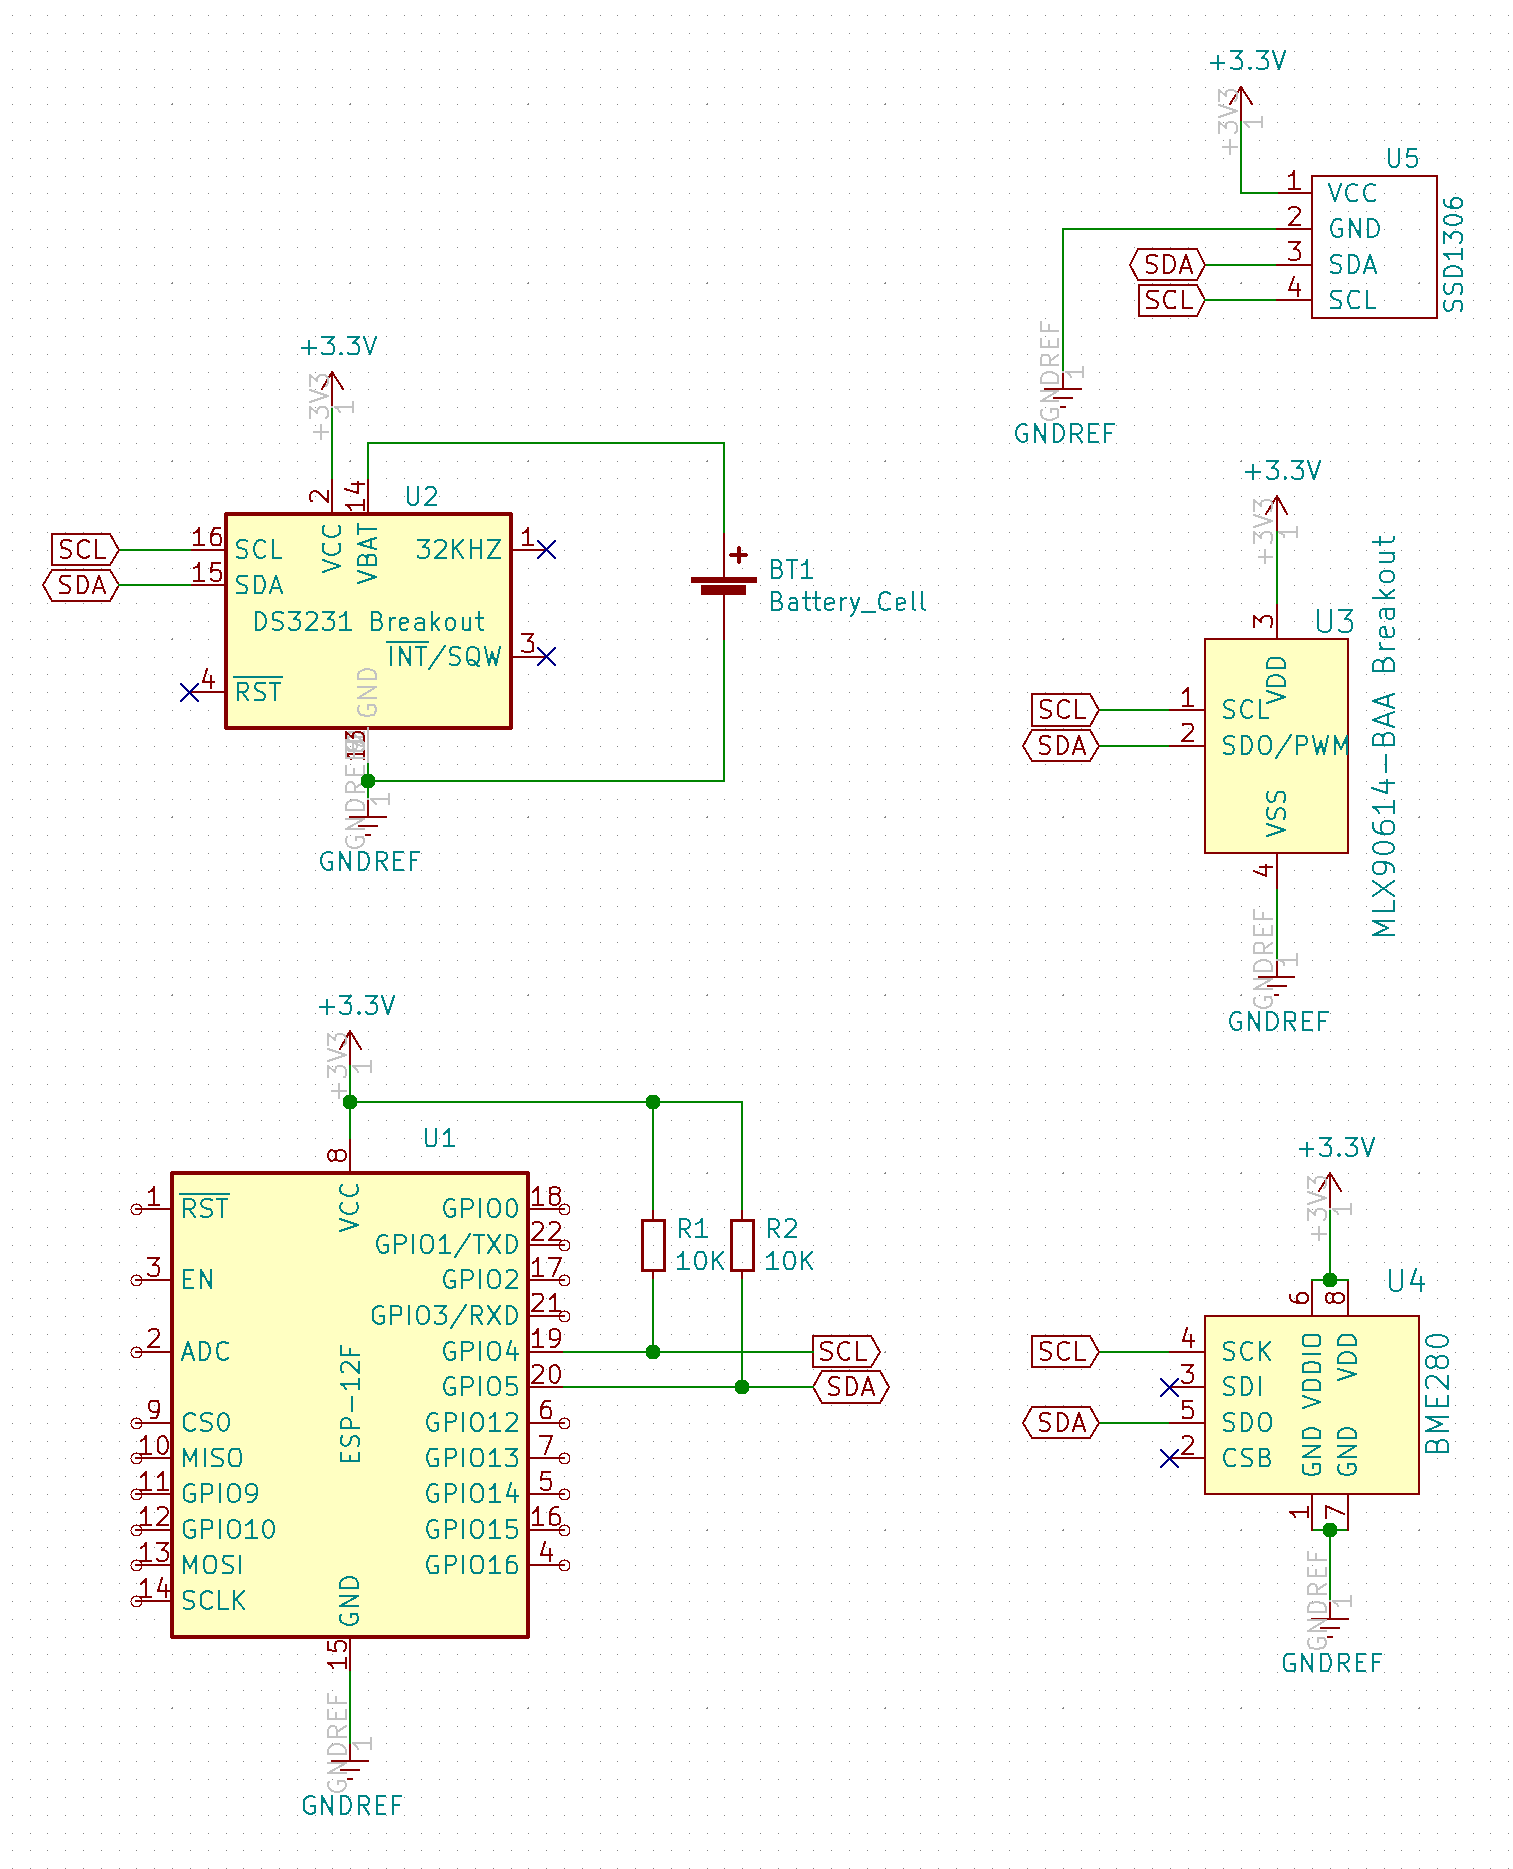 +3.3V
+3V3
1
U5
SSD1306
1 VCC
2 GND
SDA 3 SDA
SCL 4 SCL
GNDREF
1
GNDREF
+3.3V
+3V3
1
2
14
U2
SCL 16 SCL
SDA 15 SDA
VCC
VBAT
32KHZ 1
DS3231 Breakout
INT/SQW 3
4 RST
GND
13
GNDREF
1
GNDREF
+
BT1
Battery_Cell
+3.3V
+3V3
1
3
U3
MLX90614-BAA Breakout
VDD
SCL 1 SCL
SDA 2 SDO/PWM
VSS
4
GNDREF
1
GNDREF
+3.3V
+3V3
1
8
U1
VCC
1 RST
3 EN
2 ADC
9 CS0
10 MISO
11 GPIO9
12 GPIO10
13 MOSI
14 SCLK
ESP-12F
GPIO0 18
GPIO1/TXD 22
GPIO2 17
GPIO3/RXD 21
GPIO4 19
GPIO5 20
GPIO12 6
GPIO13 7
GPIO14 5
GPIO15 16
GPIO16 4
GND
15
GNDREF
1
GNDREF
R1
10K
R2
10K
SCL
SDA
+3.3V
+3V3
1
6
8
U4
BME280
SCL 4 SCK
3 SDI
SDA 5 SDO
2 CSB
VDDIO
VDD
GND
GND
1
7
GNDREF
1
GNDREF